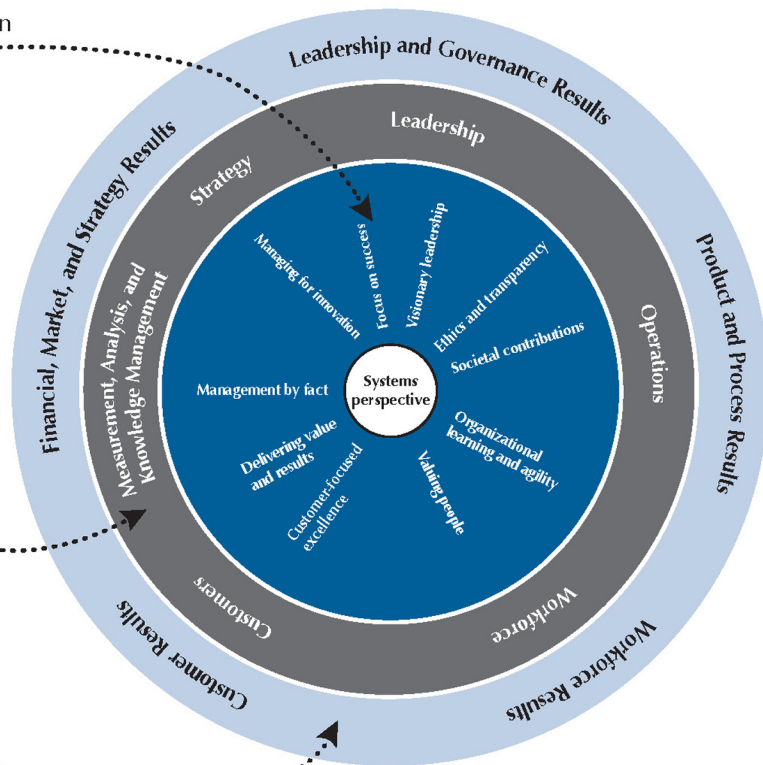 n
Leadership and Governance Results
Financial, Market, and Strategy Results
Product and Process Results
Customer Results
Workforce Results
Leadership
Strategy
Measurement, Analysis, and
Knowledge Management
Operations
Customers
Workforce
Managing for innovation
Focus on success
Visionary leadership
Ethics and transparency
Societal contributions
Management by fact
Systems
perspective
Delivering value
and results
Organizational
learning and agility
Customer-focused
excellence
Valuing people